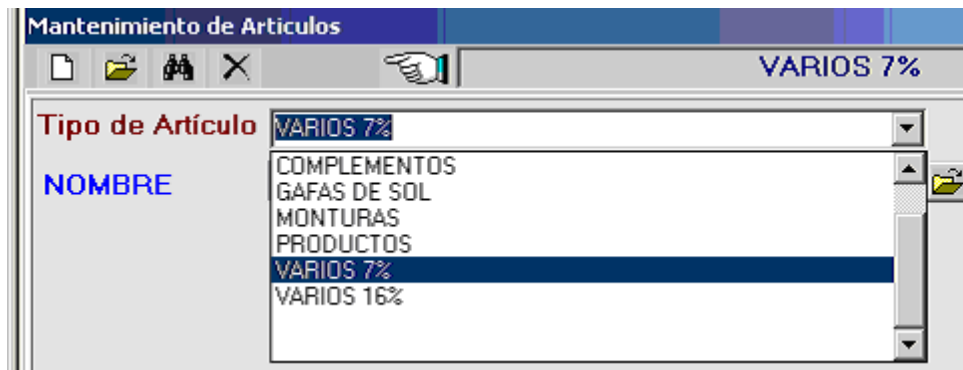 Mantenimiento de Articulos
VARIOS 7%
Tipo de Artículo VARIOS 7%
NOMBRE
COMPLEMENTOS
GAFAS DE SOL
MONTURAS
PRODUCTOS
VARIOS 7%
VARIOS 16%